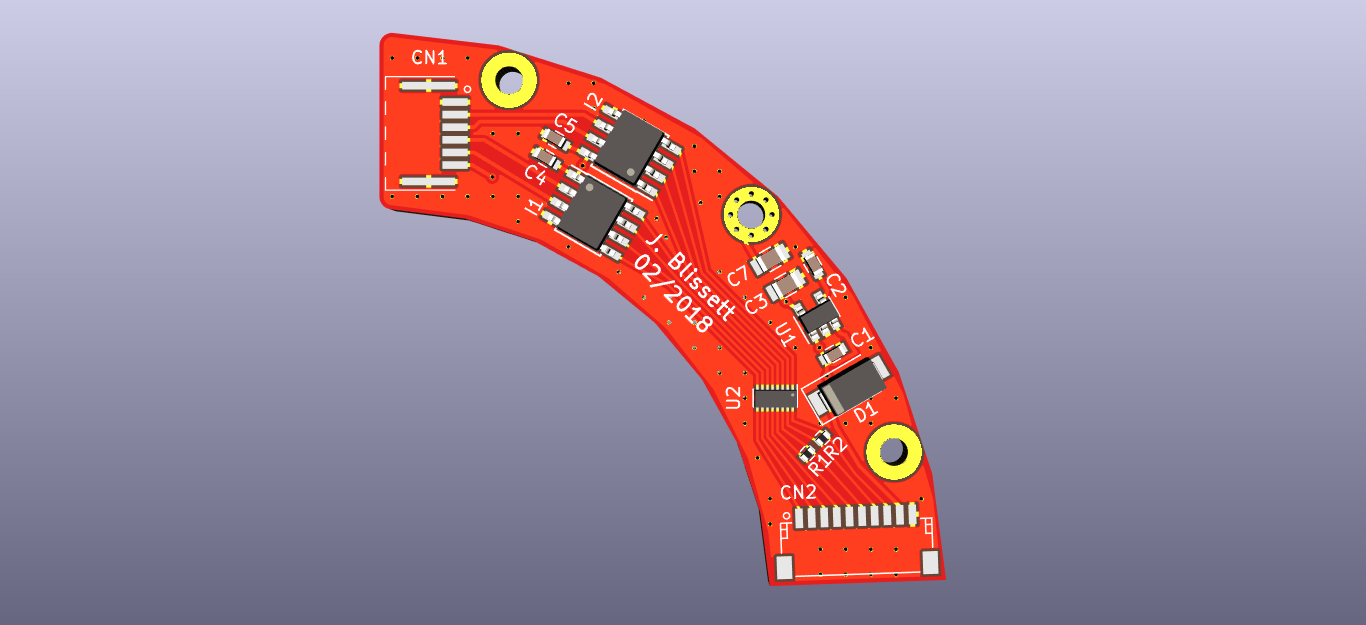 CN1
I2
C5
C4
I1
J. Blissett
02/2018
C7
C2
C3
U1
C1
U2
D1
R1R2
CN2